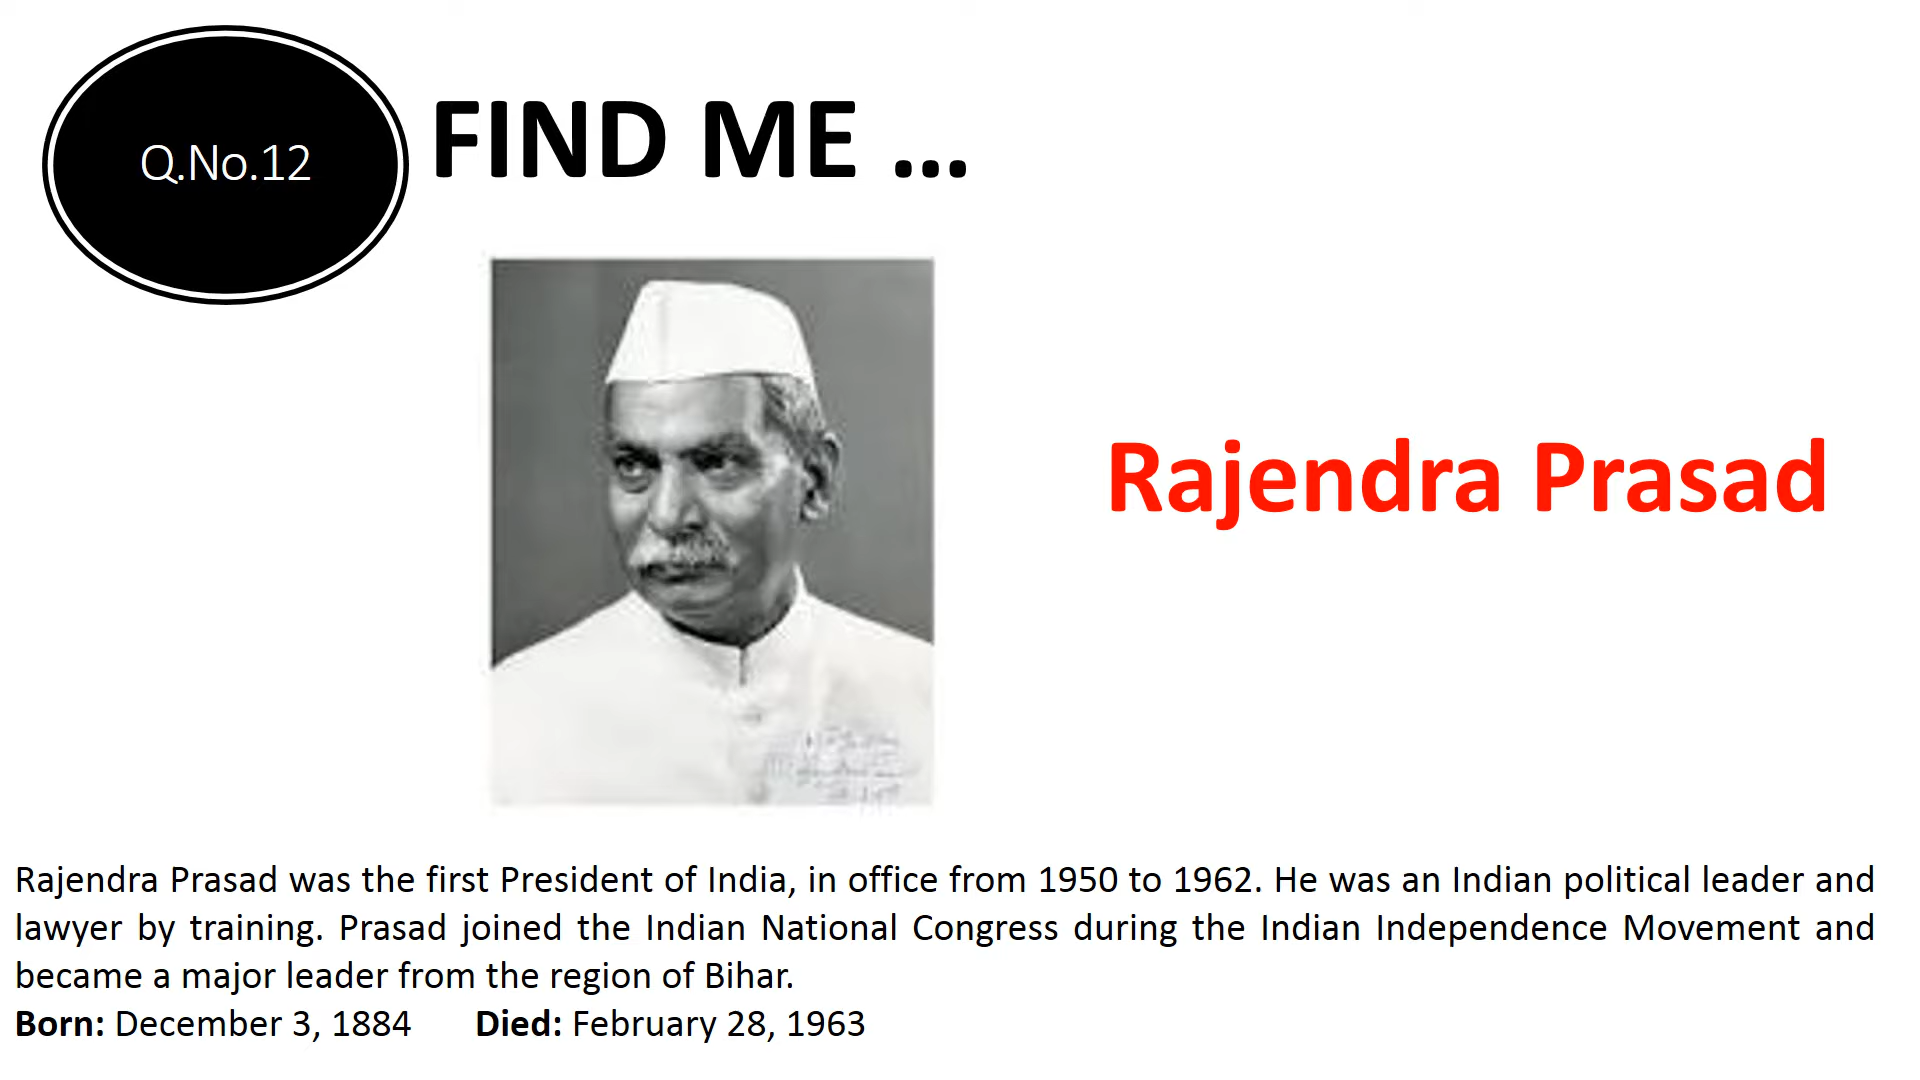 Q.No.12
FIND ME ...
Rajendra Prasad
Rajendra Prasad was the first President of India, in office from 1950 to 1962. He was an Indian political leader and
lawyer by training. Prasad joined the Indian National Congress during the Indian Independence Movement and
became a major leader from the region of Bihar.
Born: December 3, 1884 Died: February 28, 1963